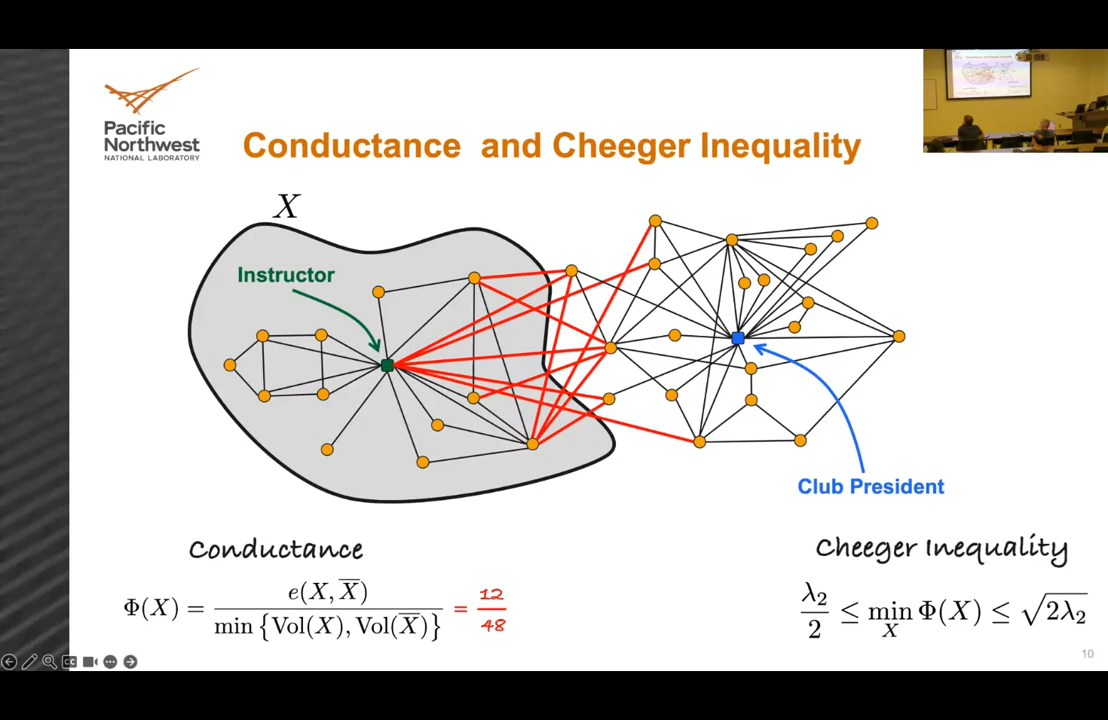 Pacific
Northwest
NATIONAL LABORATORY
Conductance and Cheeger Inequality
X
Instructor
Club President
Conductance
Φ(X) = e(X, X̅) / min {Vol(X), Vol(X̅)} = 12 / 48
Cheeger Inequality
λ₂ / 2 ≤ min_X Φ(X) ≤ √2λ₂
CC
10